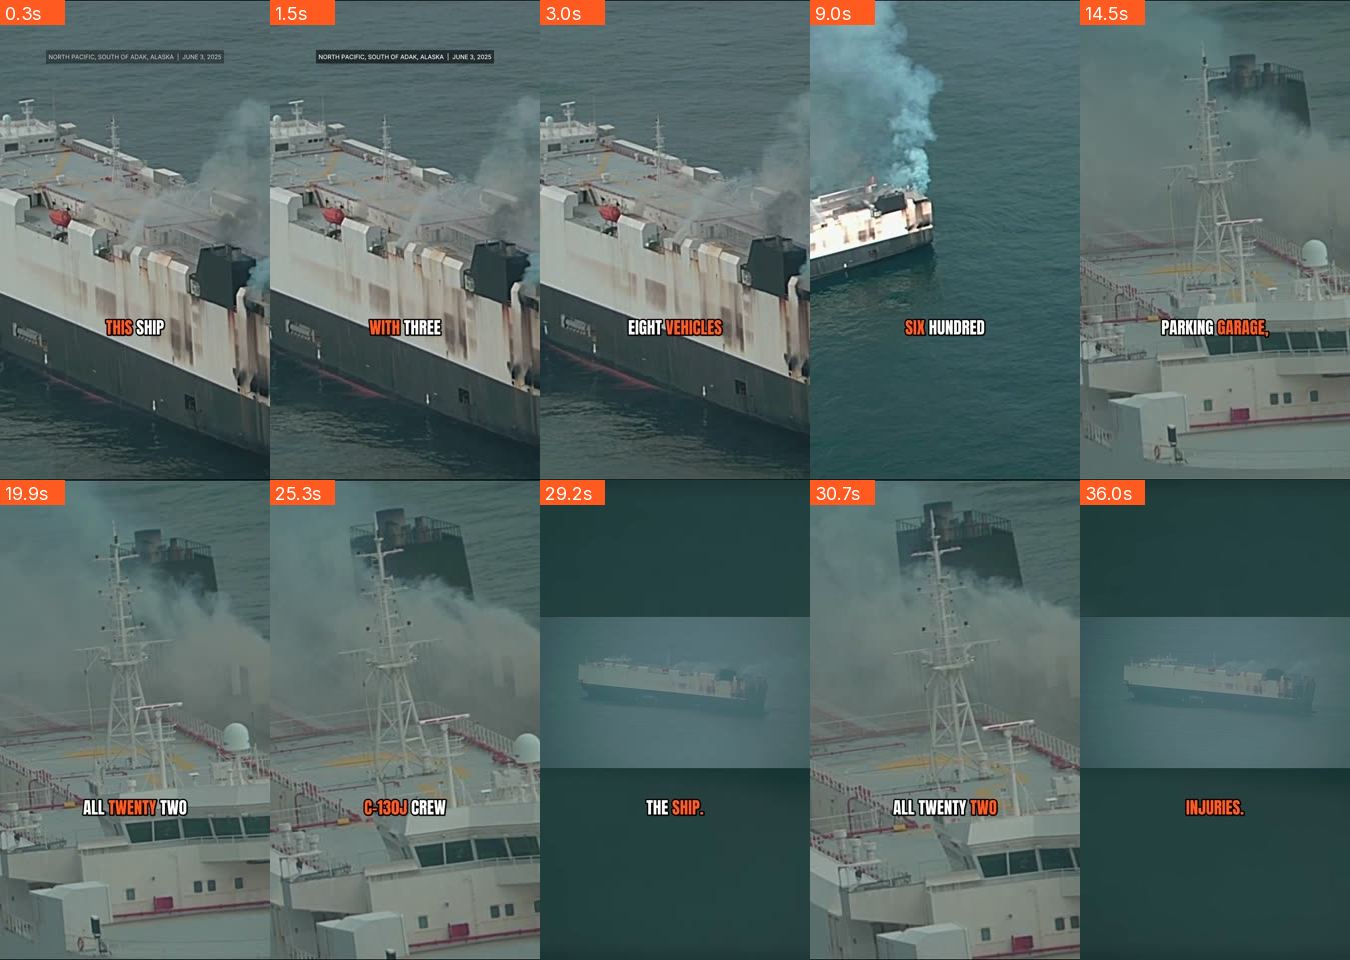 0.3s
NORTH PACIFIC, SOUTH OF ADAK, ALASKA | JUNE 3, 2025
THIS SHIP
1.5s
NORTH PACIFIC, SOUTH OF ADAK, ALASKA | JUNE 3, 2025
WITH THREE
3.0s
EIGHT VEHICLES
9.0s
SIX HUNDRED
14.5s
PARKING GARAGE,
19.9s
ALL TWENTY TWO
25.3s
C-130J CREW
29.2s
THE SHIP.
30.7s
ALL TWENTY TWO
36.0s
INJURIES.